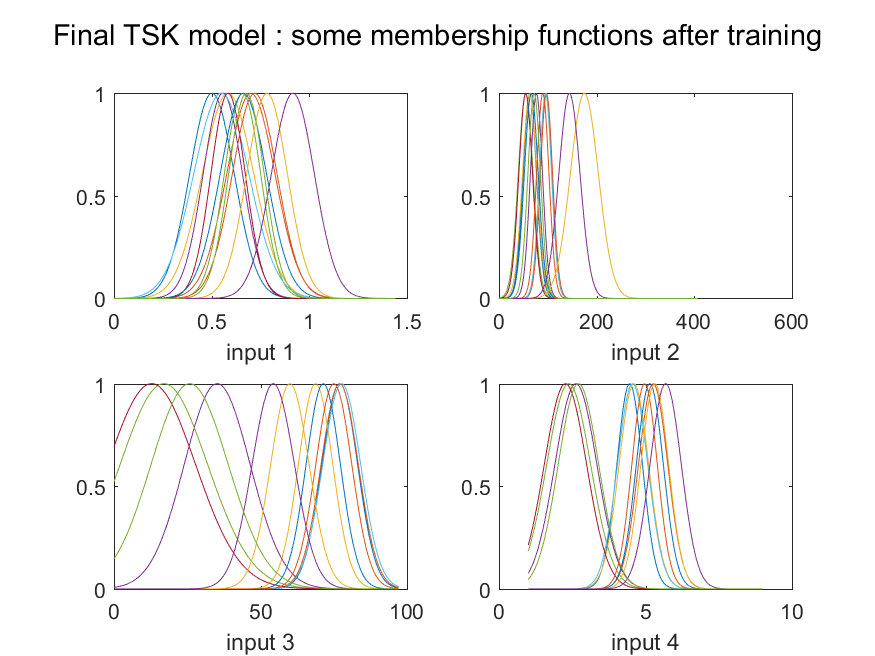 Final TSK model : some membership functions after training
1
0.5
0
0 0.5 1 1.5
input 1
1
0.5
0
0 200 400 600
input 2
1
0.5
0
0 50 100
input 3
1
0.5
0
0 5 10
input 4